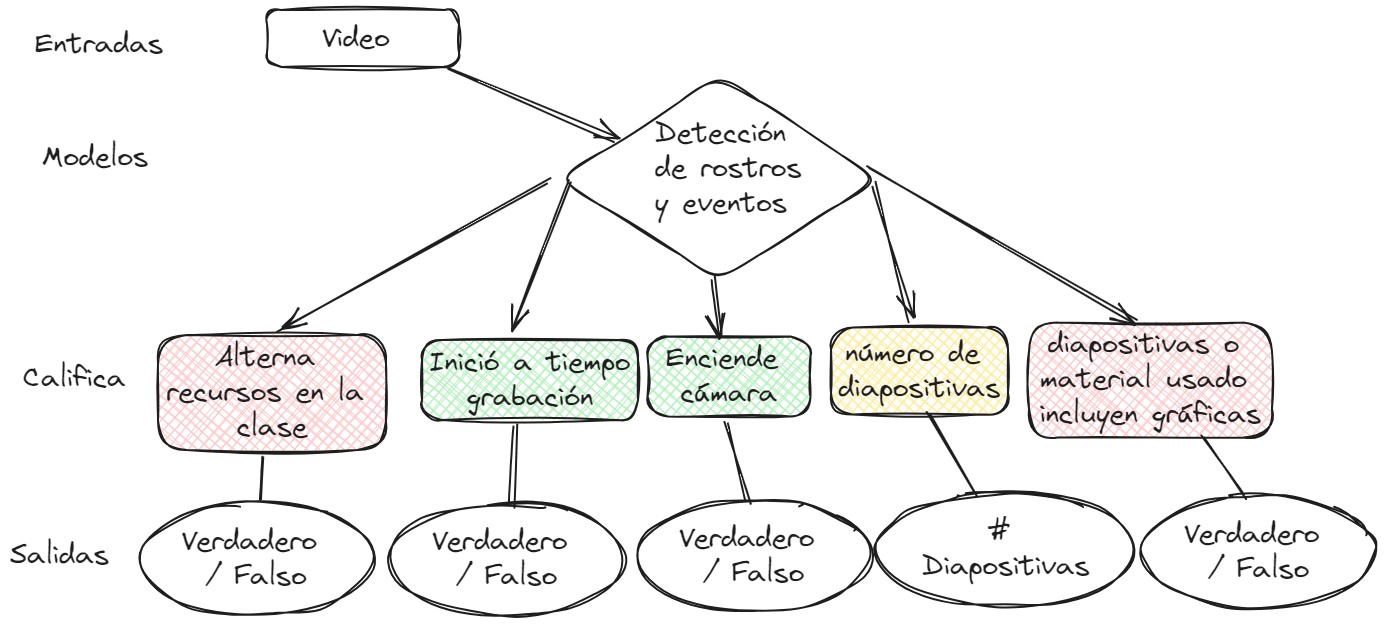 Entradas
Video
Modelos
Detección
de rostros
y eventos
Califica
Alterna
recursos en la
clase
Inició a tiempo
grabación
Enciende
cámara
número de
diapositivas
diapositivas o
material usado
incluyen gráficas
Salidas
Verdadero
/ Falso
Verdadero
/ Falso
Verdadero
/ Falso
#
Diapositivas
Verdadero
/ Falso